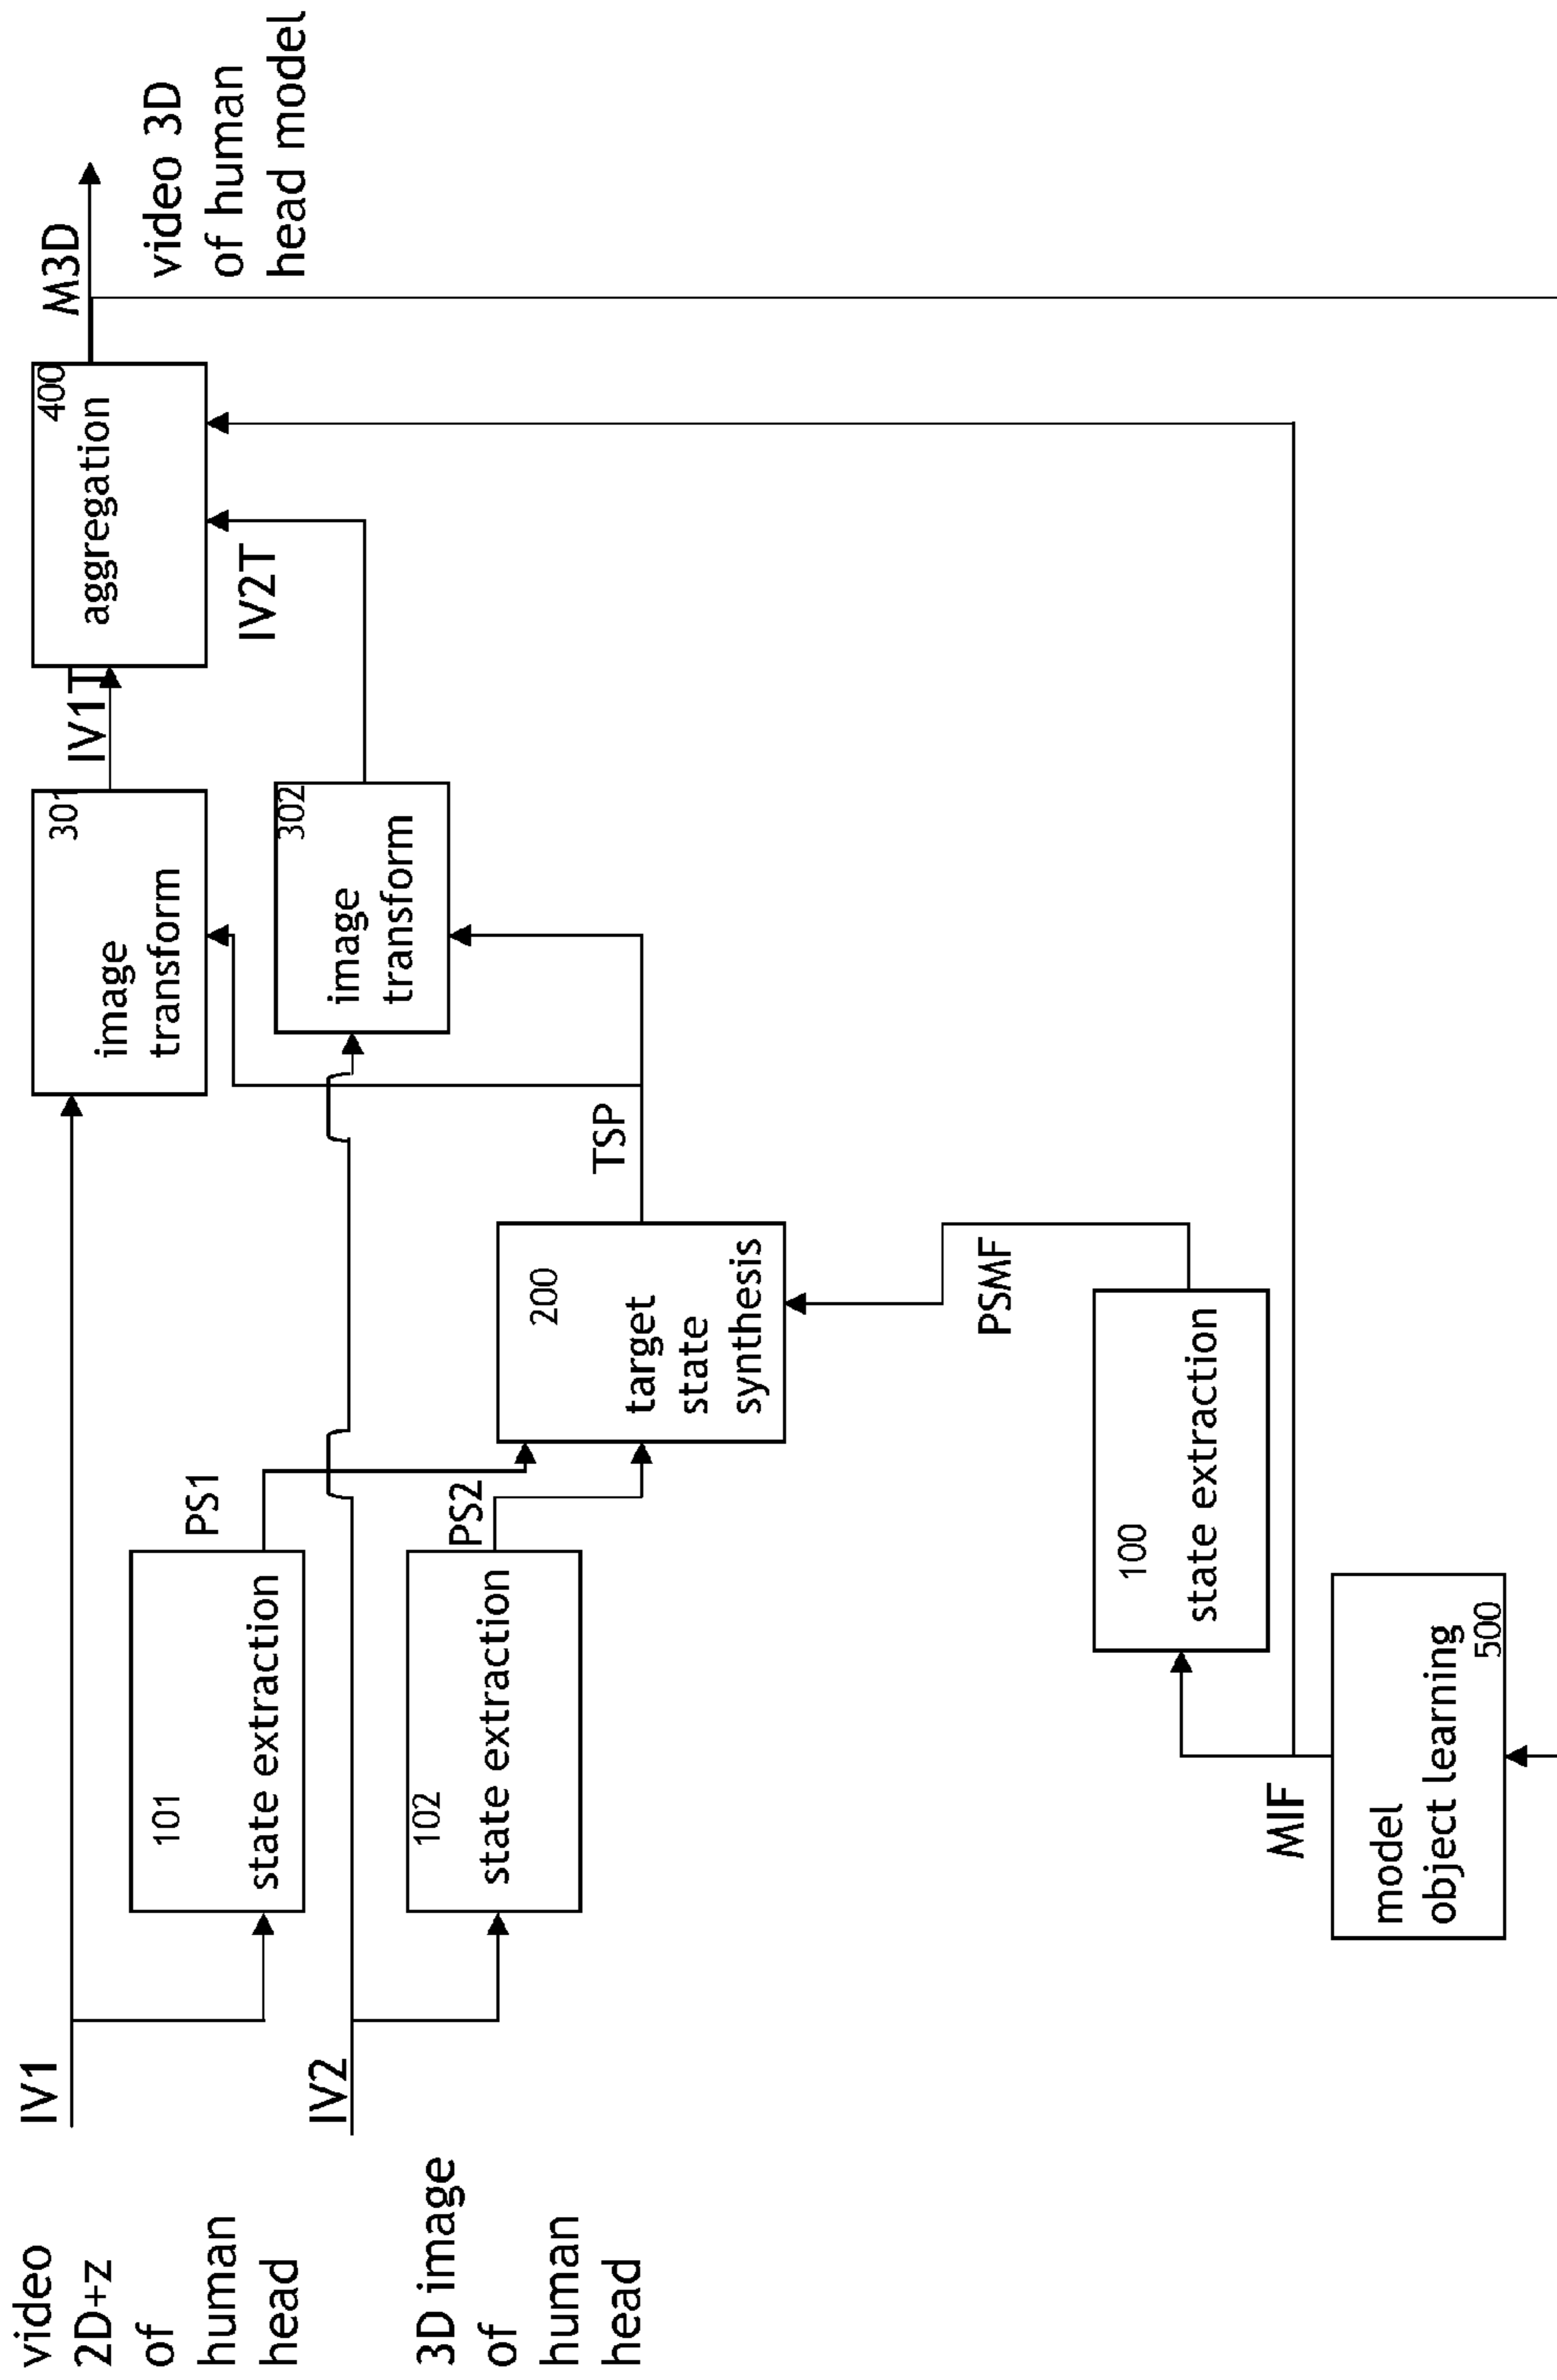 video
2D+z
of
human
head
IV1
3D image
of
human
head
IV2
101
state extraction
PS1
102
state extraction
PS2
200
target
state
synthesis
TSP
301
image
transform
IV1T
302
image
transform
IV2T
400
aggregation
M3D
video 3D
of human
head model
PSMF
100
state extraction
MIF
model
object learning
500